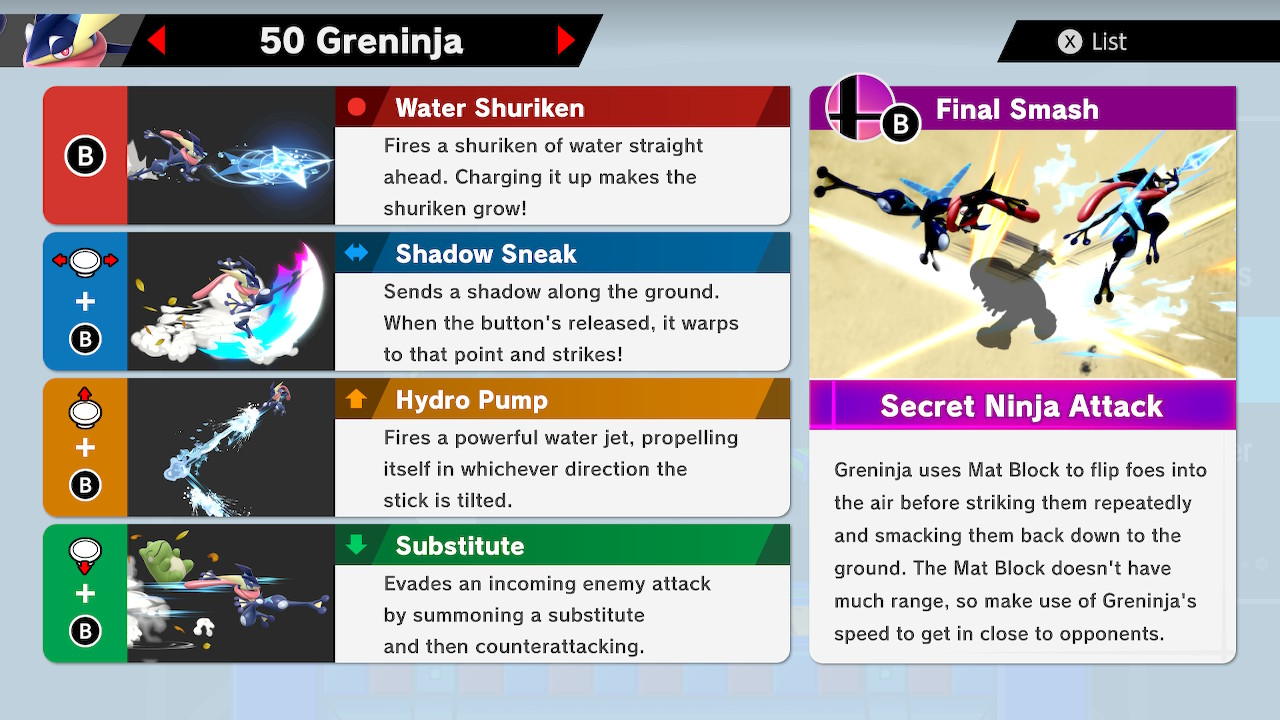 50 Greninja
X List
B
Water Shuriken
Fires a shuriken of water straight
ahead. Charging it up makes the
shuriken grow!
+
B
Shadow Sneak
Sends a shadow along the ground.
When the button's released, it warps
to that point and strikes!
+
B
Hydro Pump
Fires a powerful water jet, propelling
itself in whichever direction the
stick is tilted.
+
B
Substitute
Evades an incoming enemy attack
by summoning a substitute
and then counterattacking.
B
Final Smash
Secret Ninja Attack
Greninja uses Mat Block to flip foes into
the air before striking them repeatedly
and smacking them back down to the
ground. The Mat Block doesn't have
much range, so make use of Greninja's
speed to get in close to opponents.